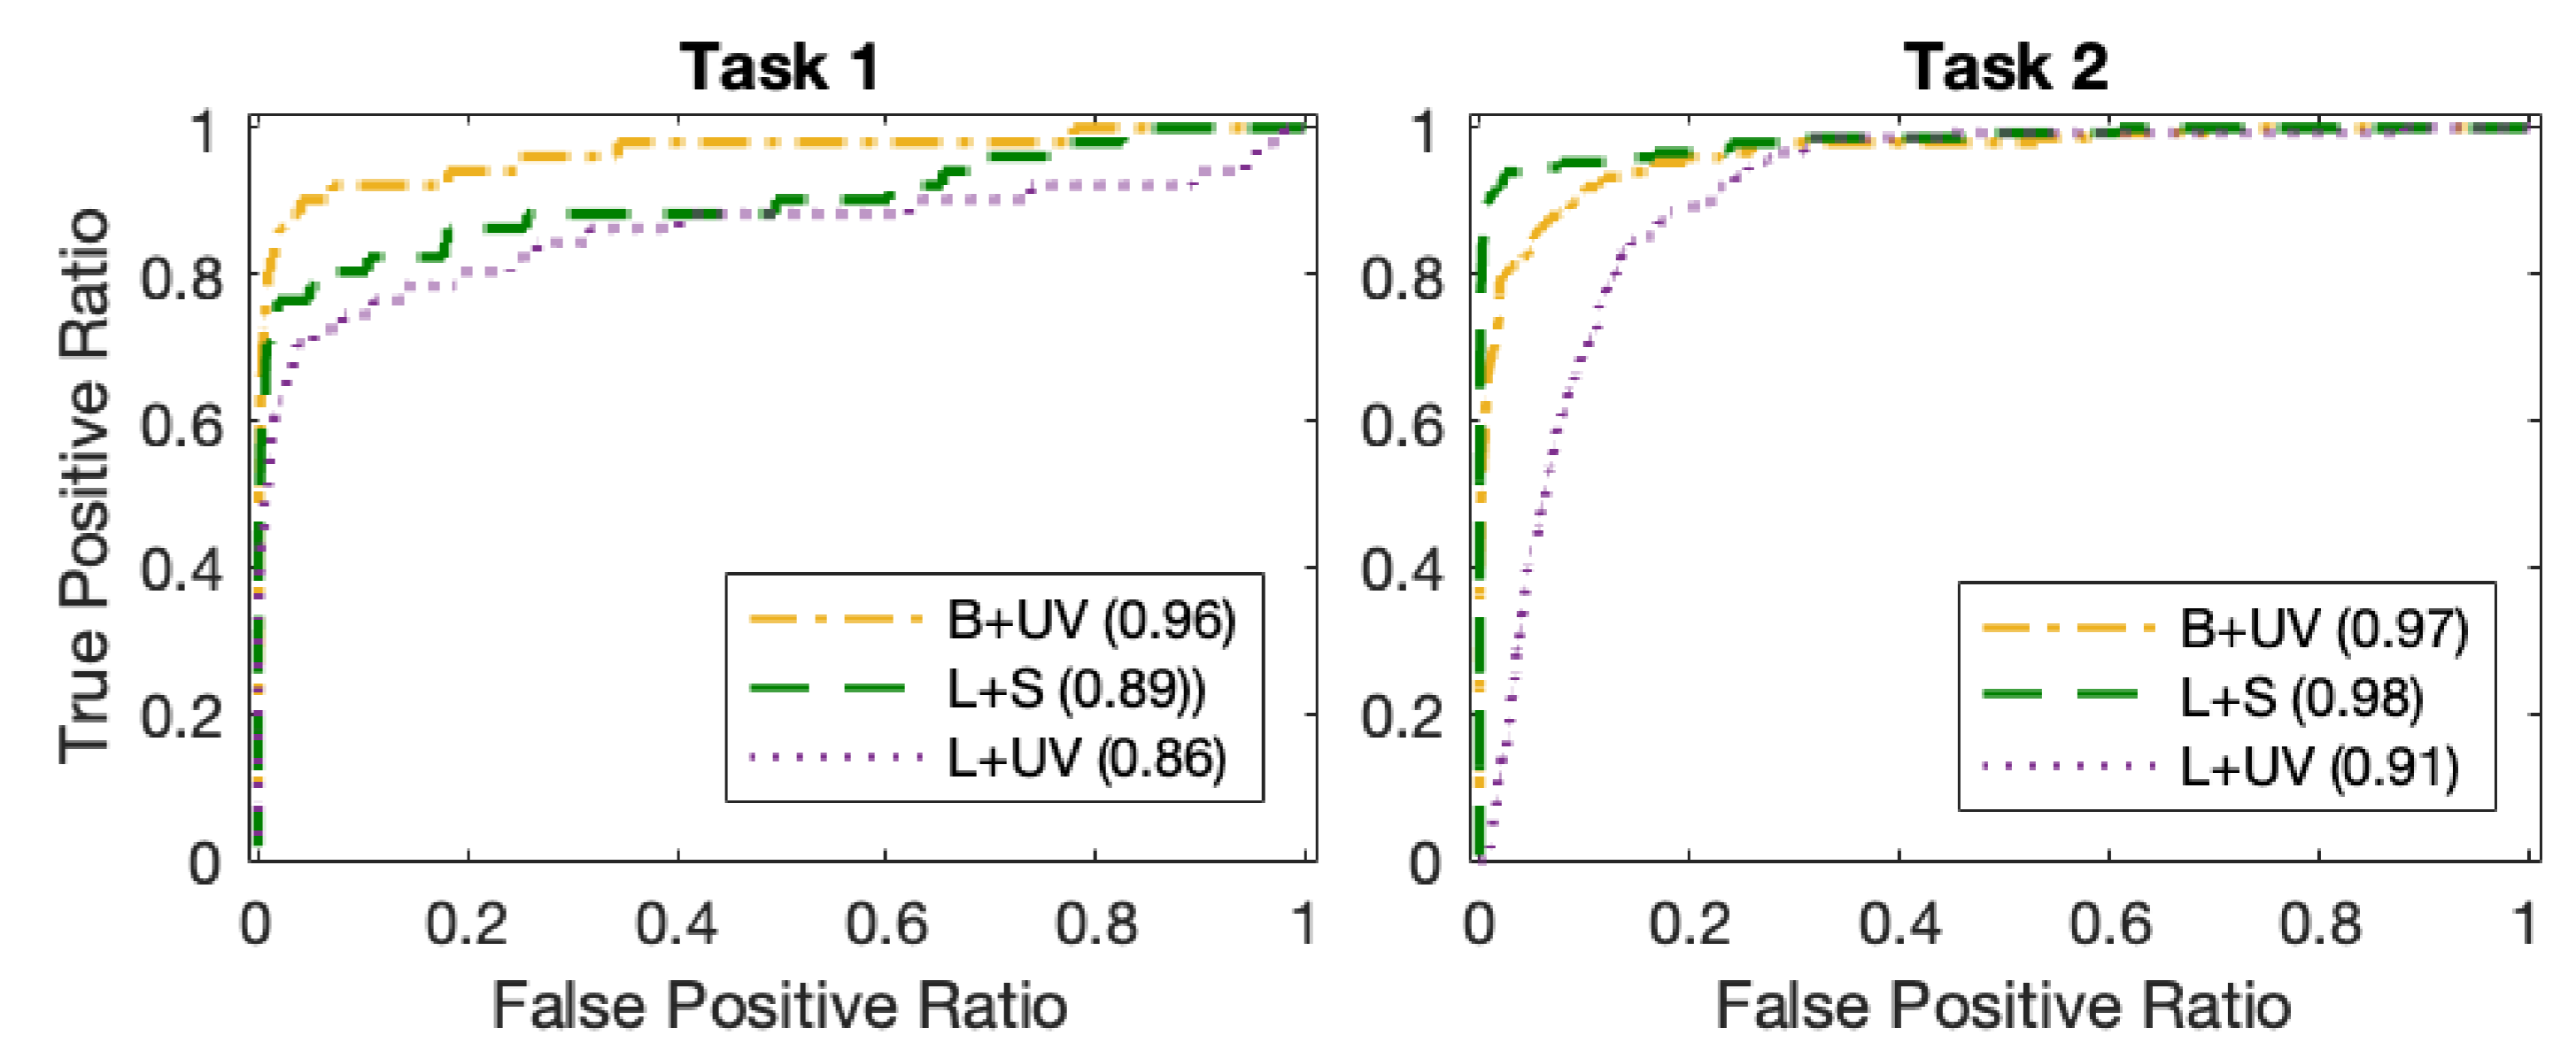 Task 1
Task 2
True Positive Ratio
1
0.8
0.6
0.4
0.2
0
0 0.2 0.4 0.6 0.8 1
False Positive Ratio
B+UV (0.96)
L+S (0.89))
L+UV (0.86)
1
0.8
0.6
0.4
0.2
0
0 0.2 0.4 0.6 0.8 1
False Positive Ratio
B+UV (0.97)
L+S (0.98)
L+UV (0.91)